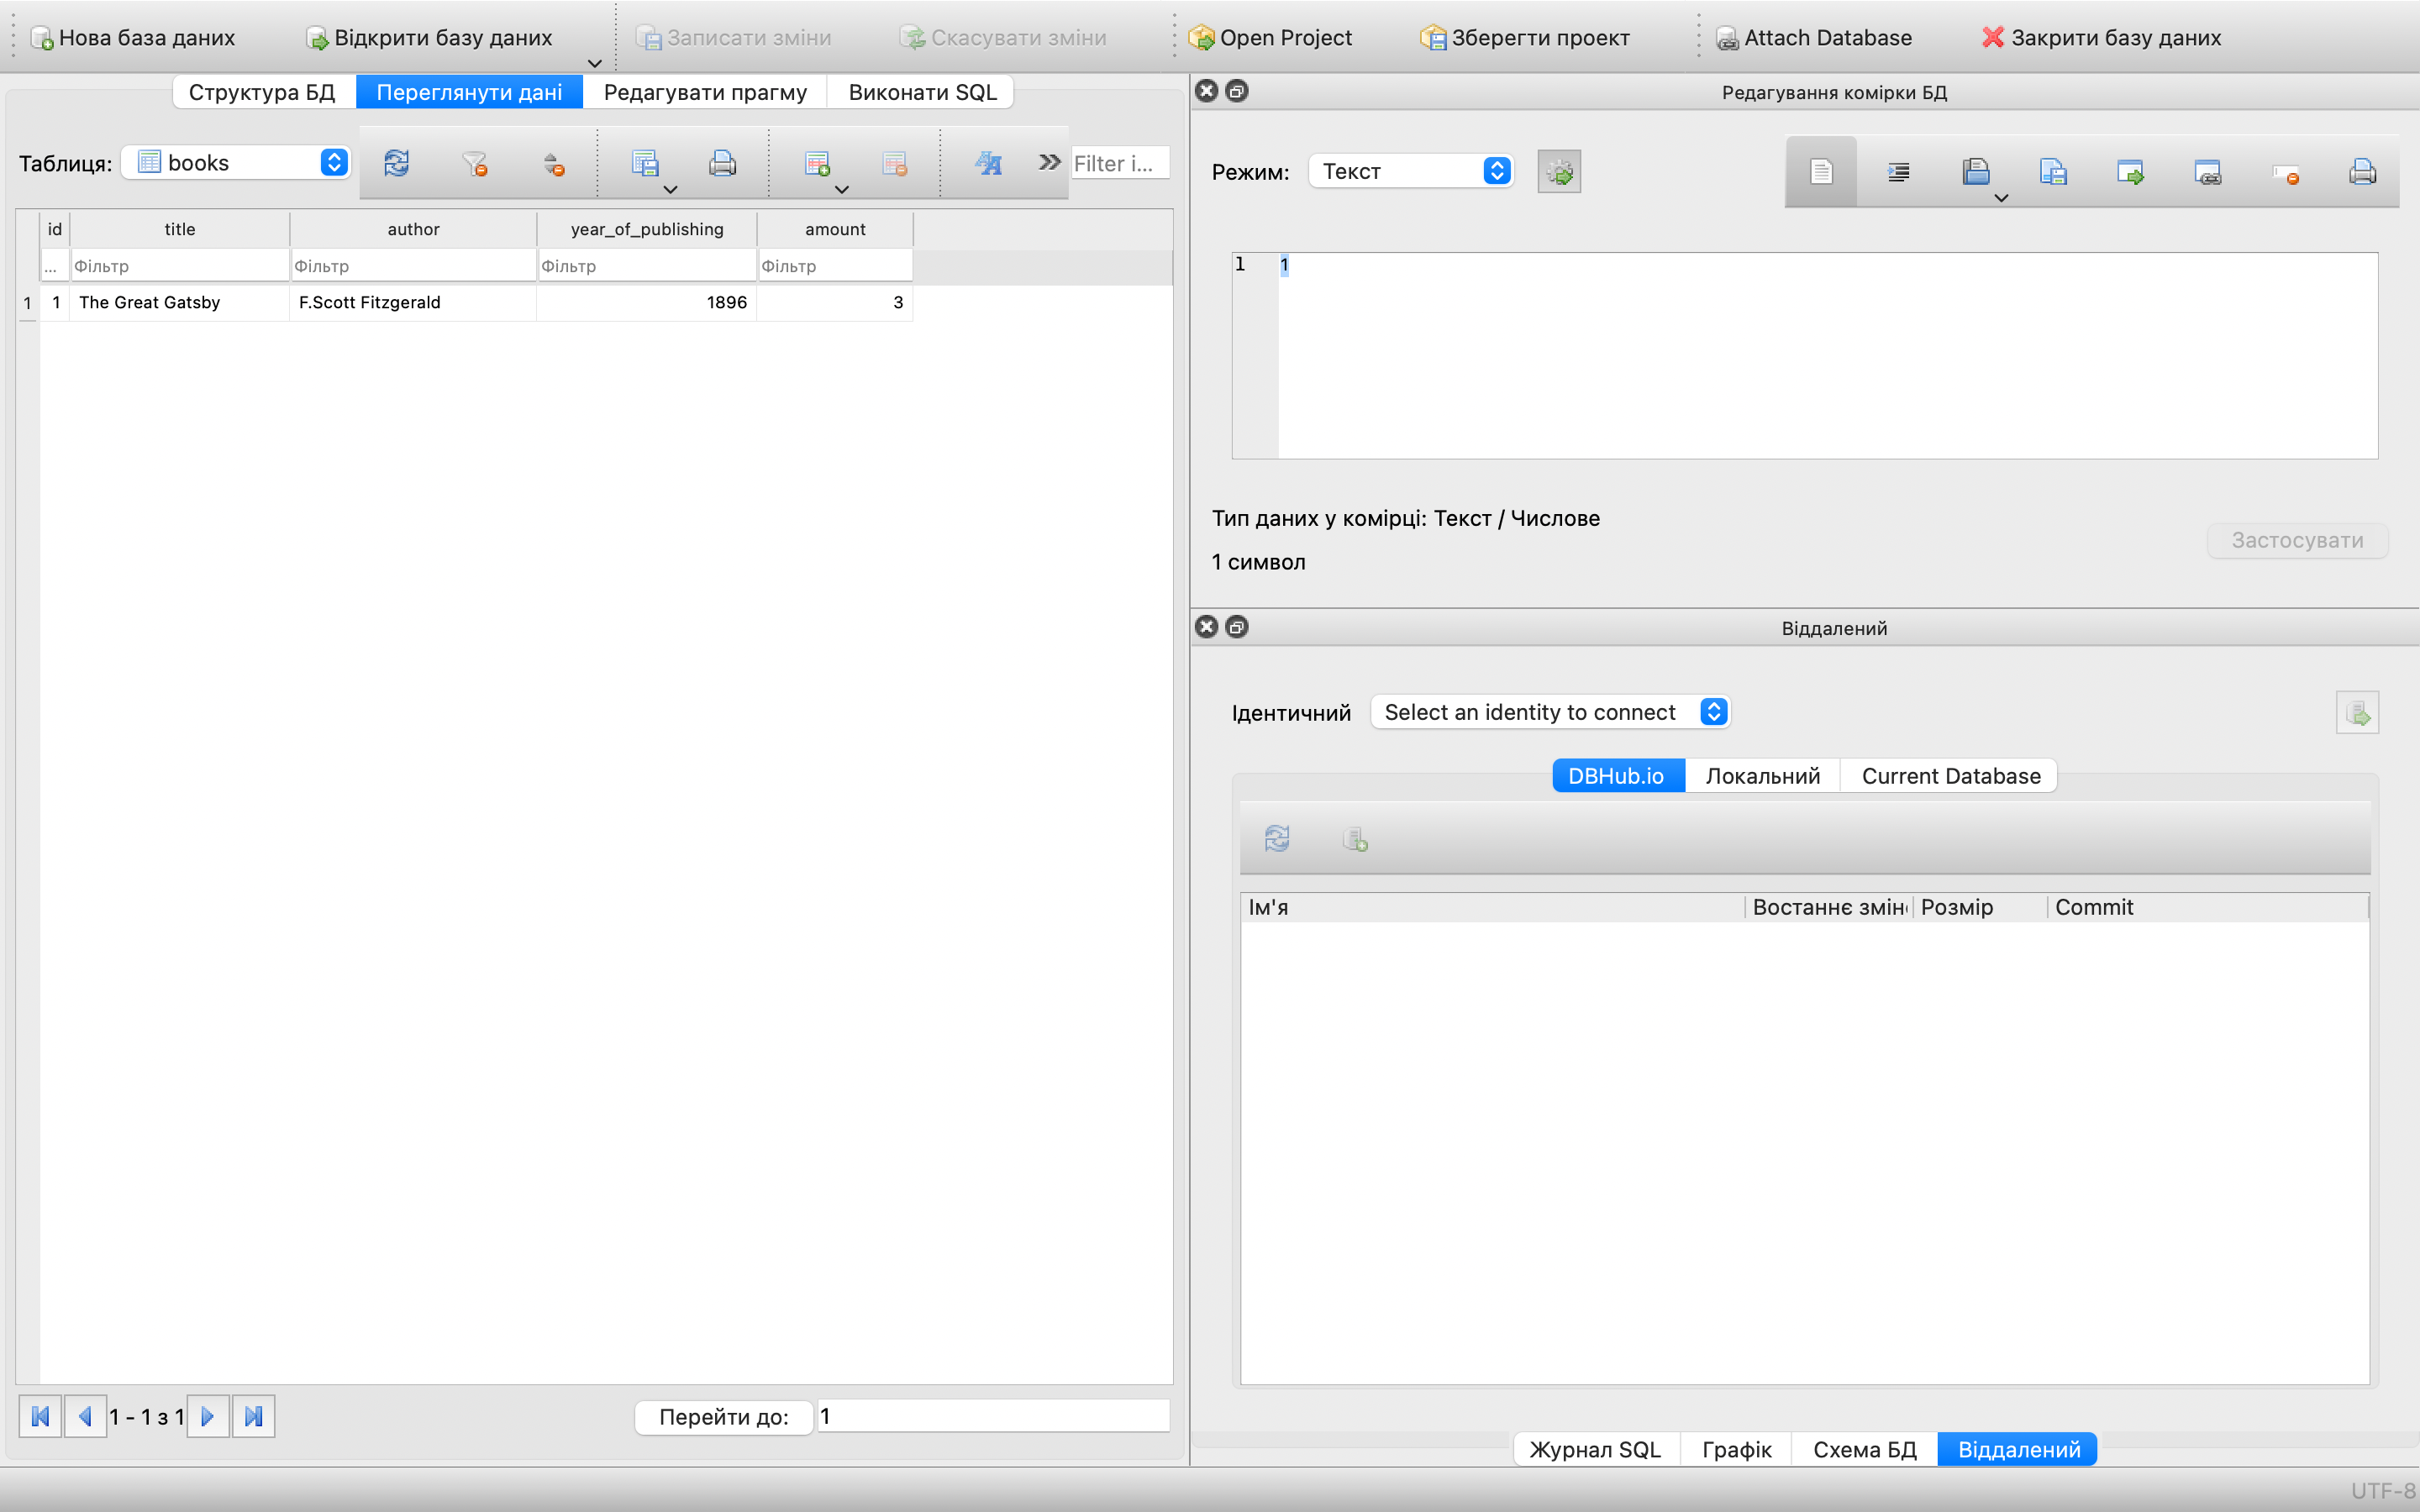 Нова база даних Відкрити базу даних Записати зміни Скасувати зміни Open Project Зберегти проект Attach Database Закрити базу даних
Структура БД Переглянути дані Редагувати прагму Виконати SQL
Таблиця: books Filter i...
id title author year_of_publishing amount
... Фільтр Фільтр Фільтр Фільтр
1 1 The Great Gatsby F.Scott Fitzgerald 1896 3
1 - 1 з 1 Перейти до: 1
Редагування комірки БД
Режим: Текст
1 1
Тип даних у комірці: Текст / Числове
1 символ
Застосувати
Віддалений
Ідентичний Select an identity to connect
DBHub.io Локальний Current Database
Ім'я Востаннє змін Розмір Commit
Журнал SQL Графік Схема БД Віддалений
UTF-8